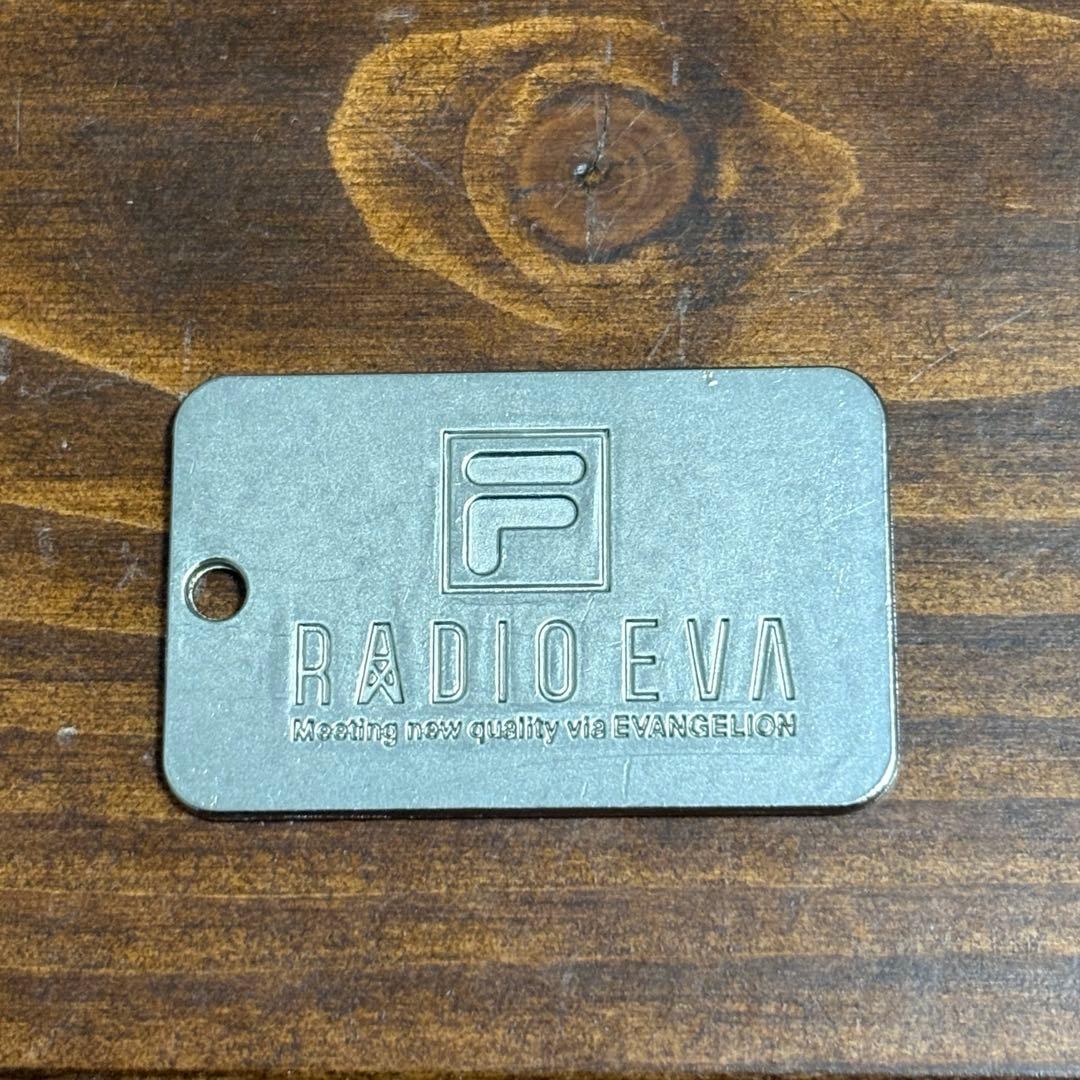 F
RADIO EVA
Meeting new quality via EVANGELION